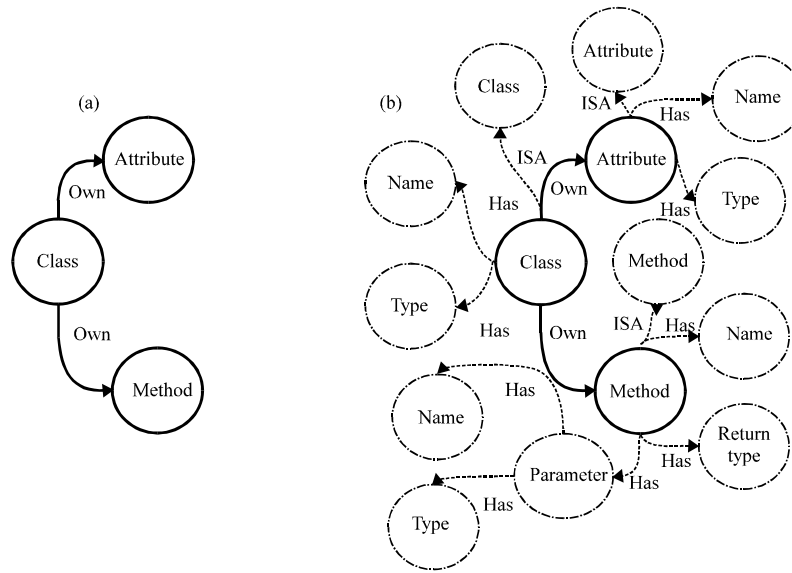 (a)
Attribute
Own
Class
Own
Method
(b)
Attribute
Class
ISA
Name
Has
ISA
Attribute
Name
Own
Has
Type
Has
Class
Method
Type
Has
Own
ISA
Has
Name
Has
Method
Name
Return
type
Has
Parameter
Has
Type
Has